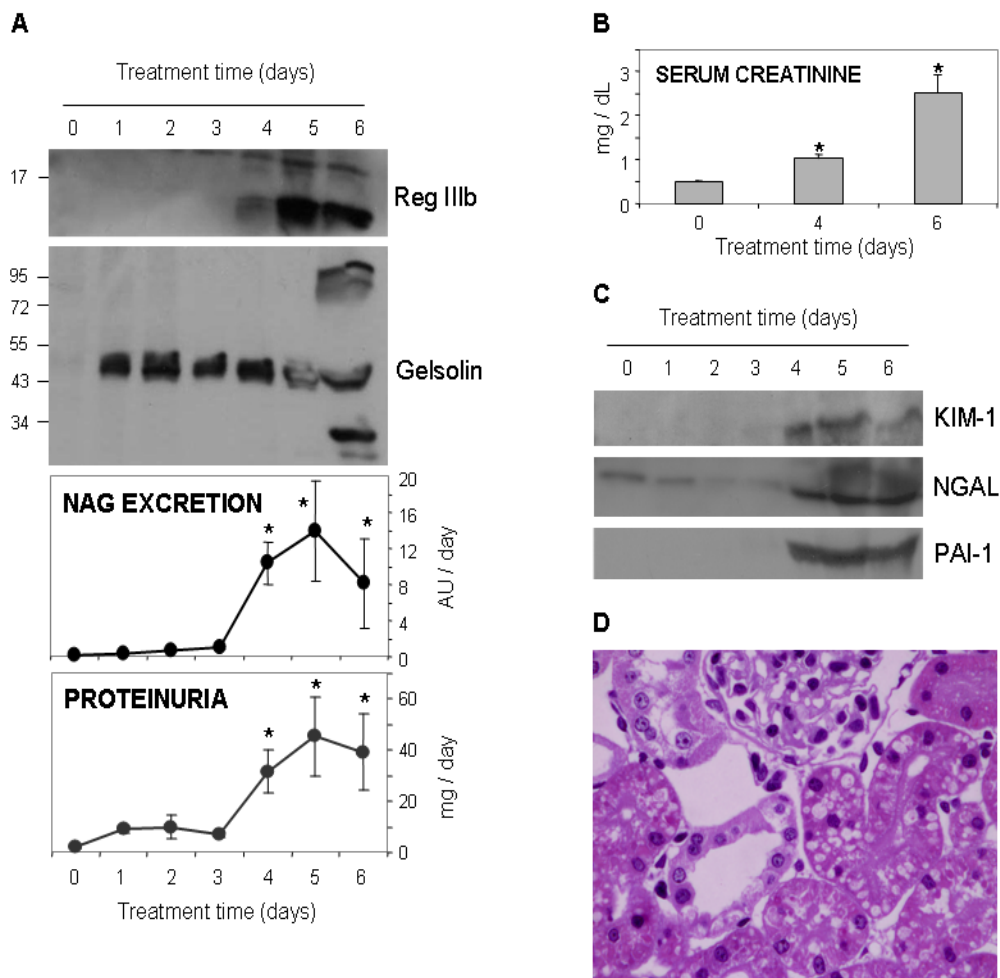 A
Treatment time (days)
0 1 2 3 4 5 6
17
Reg IIIb
95
72
55
43
34
Gelsolin
NAG EXCRETION
* * *
20
16
12
8
4
0
AU / day
PROTEINURIA
* * *
60
40
20
0
mg / day
0 1 2 3 4 5 6
Treatment time (days)
B
SERUM CREATININE
* *
3
2
1
0
mg / dL
0 4 6
Treatment time (days)
C
Treatment time (days)
0 1 2 3 4 5 6
KIM-1
NGAL
PAI-1
D